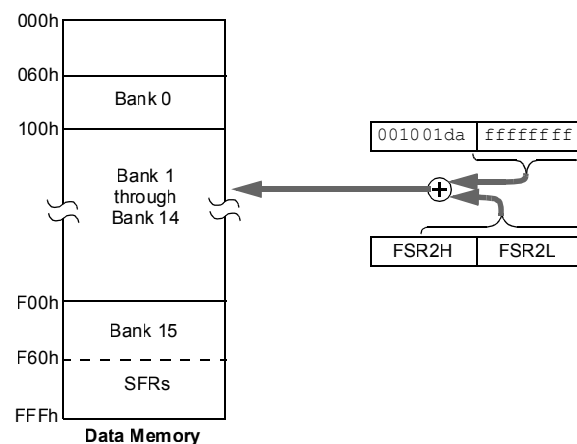 000h
060h
Bank 0
100h
001001da ffffffff
Bank 1
through
Bank 14
FSR2H FSR2L
F00h
Bank 15
F60h
SFRs
FFFh
Data Memory